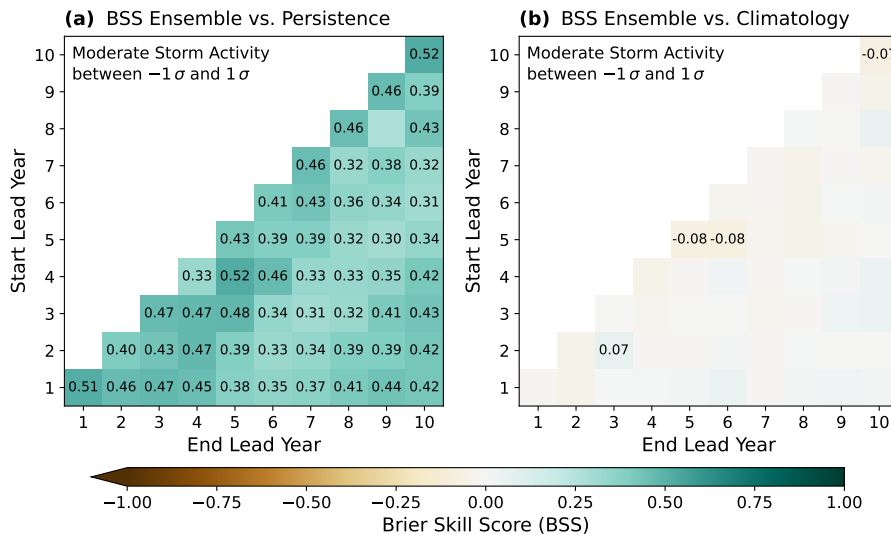 (a) BSS Ensemble vs. Persistence
Moderate Storm Activity
between −1 σ and 1 σ
Start Lead Year
10
0.52
9
0.46 0.39
8
0.46 0.43
7
0.46 0.32 0.38 0.32
6
0.41 0.43 0.36 0.34 0.31
5
0.43 0.39 0.39 0.32 0.30 0.34
4
0.33 0.52 0.46 0.33 0.33 0.35 0.42
3
0.47 0.47 0.48 0.34 0.31 0.32 0.41 0.43
2
0.40 0.43 0.47 0.39 0.33 0.34 0.39 0.39 0.42
1
0.51 0.46 0.47 0.45 0.38 0.35 0.37 0.41 0.44 0.42
1 2 3 4 5 6 7 8 9 10
End Lead Year
(b) BSS Ensemble vs. Climatology
Moderate Storm Activity
between −1 σ and 1 σ
Start Lead Year
10
-0.07
9
8
7
6
5
-0.08 -0.08
4
3
2
0.07
1
1 2 3 4 5 6 7 8 9 10
End Lead Year
−1.00 −0.75 −0.50 −0.25 0.00 0.25 0.50 0.75 1.00
Brier Skill Score (BSS)